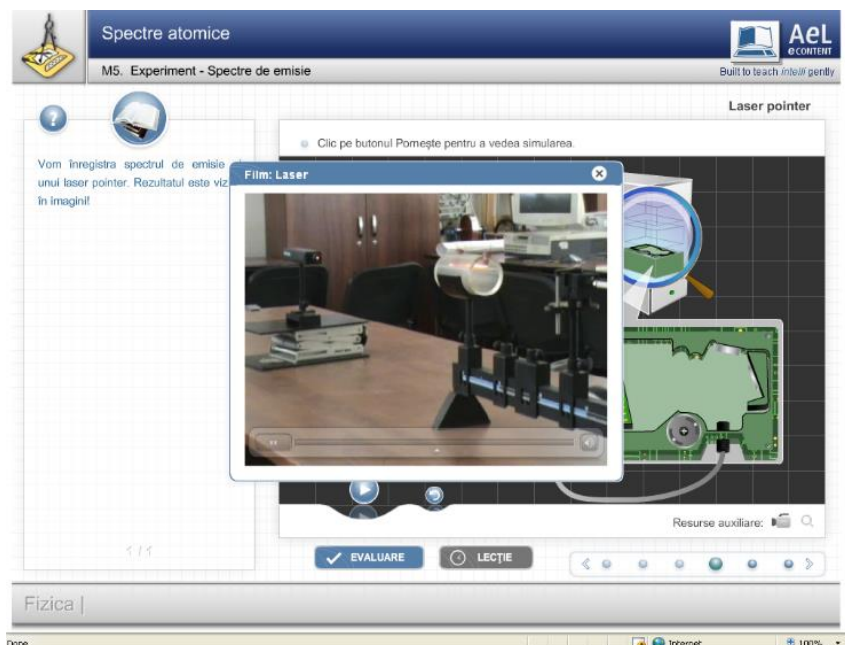 Spectre atomice
AeL
eCONTENT
M5. Experiment - Spectre de emisie
Built to teach intelli gently
Laser pointer
?
Clic pe butonul Pornește pentru a vedea simularea.
Vom înregistra spectrul de emisie
unui laser pointer. Rezultatul este
în imagini!
Film: Laser
Resurse auxiliare:
1 / 1
EVALUARE
LECȚIE
Fizica |
Done
Internet
100%